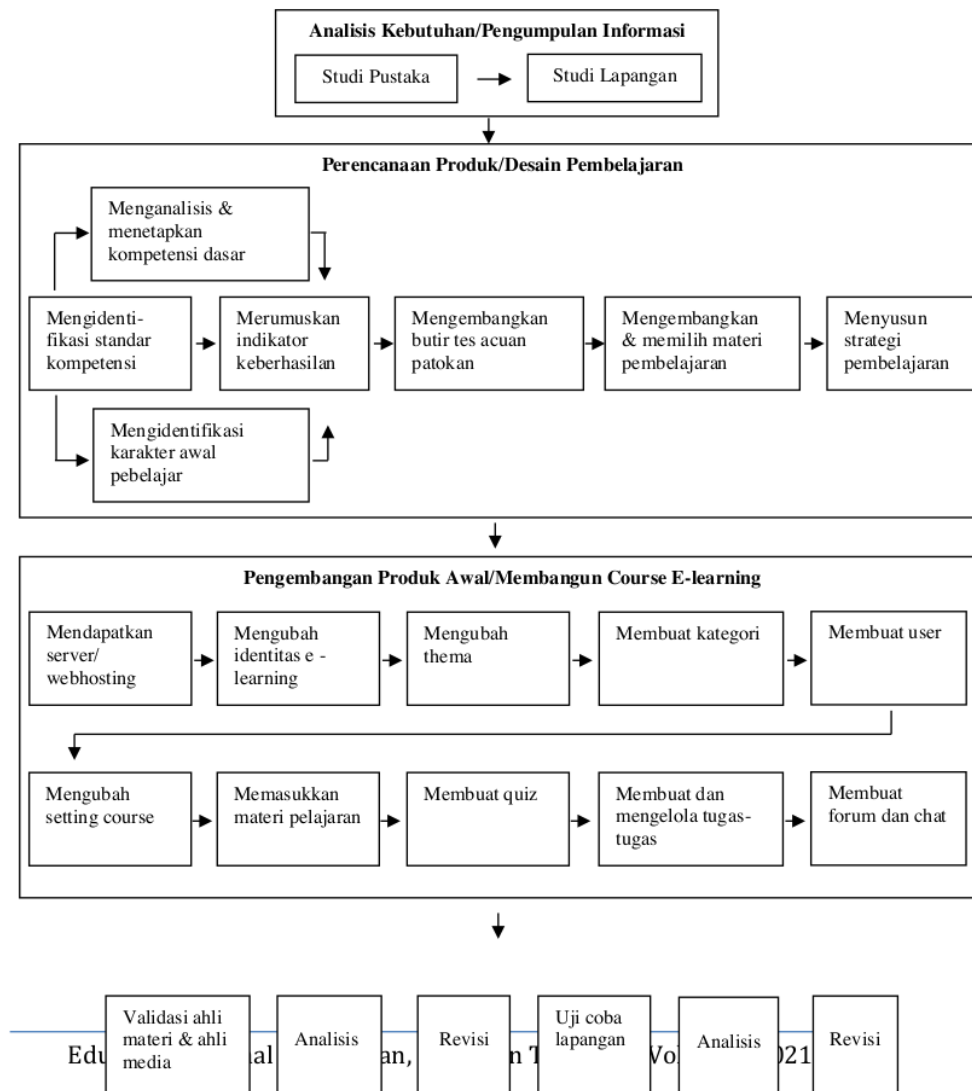 Analisis Kebutuhan/Pengumpulan Informasi
Studi Pustaka
Studi Lapangan
Perencanaan Produk/Desain Pembelajaran
Menganalisis &
menetapkan
kompetensi dasar
Mengidenti-
fikasi standar
kompetensi
Merumuskan
indikator
keberhasilan
Mengembangkan
butir tes acuan
patokan
Mengembangkan
& memilih materi
pembelajaran
Menyusun
strategi
pembelajaran
Mengidentifikasi
karakter awal
pebelajar
Pengembangan Produk Awal/Membangun Course E-learning
Mendapatkan
server/
webhosting
Mengubah
identitas e -
learning
Mengubah
thema
Membuat kategori
Membuat user
Mengubah
setting course
Memasukkan
materi pelajaran
Membuat quiz
Membuat dan
mengelola tugas-
tugas
Membuat
forum dan chat
Validasi ahli
materi & ahli
media
Analisis
Revisi
Uji coba
lapangan
Analisis
Revisi